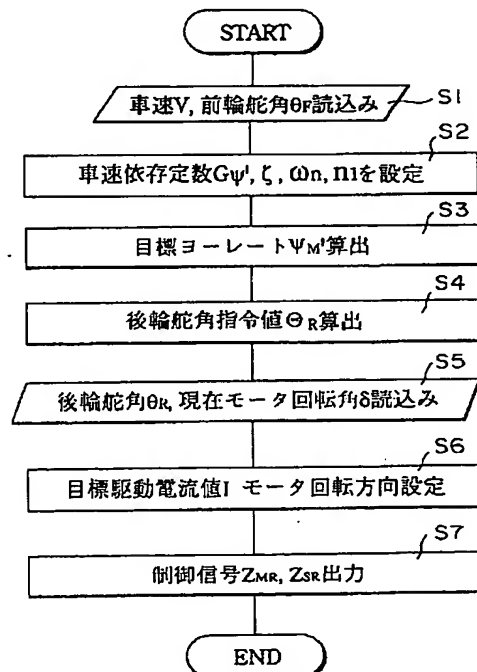 START
車速V, 前輪舵角θF読込み
S1
S2
車速依存定数Gψ', ζ, ωn, n1を設定
S3
目標ヨーレートΨM'算出
S4
後輪舵角指令値ΘR算出
S5
後輪舵角θR, 現在モータ回転角δ読込み
S6
目標駆動電流値I モータ回転方向設定
S7
制御信号ZMR, ZSR出力
END